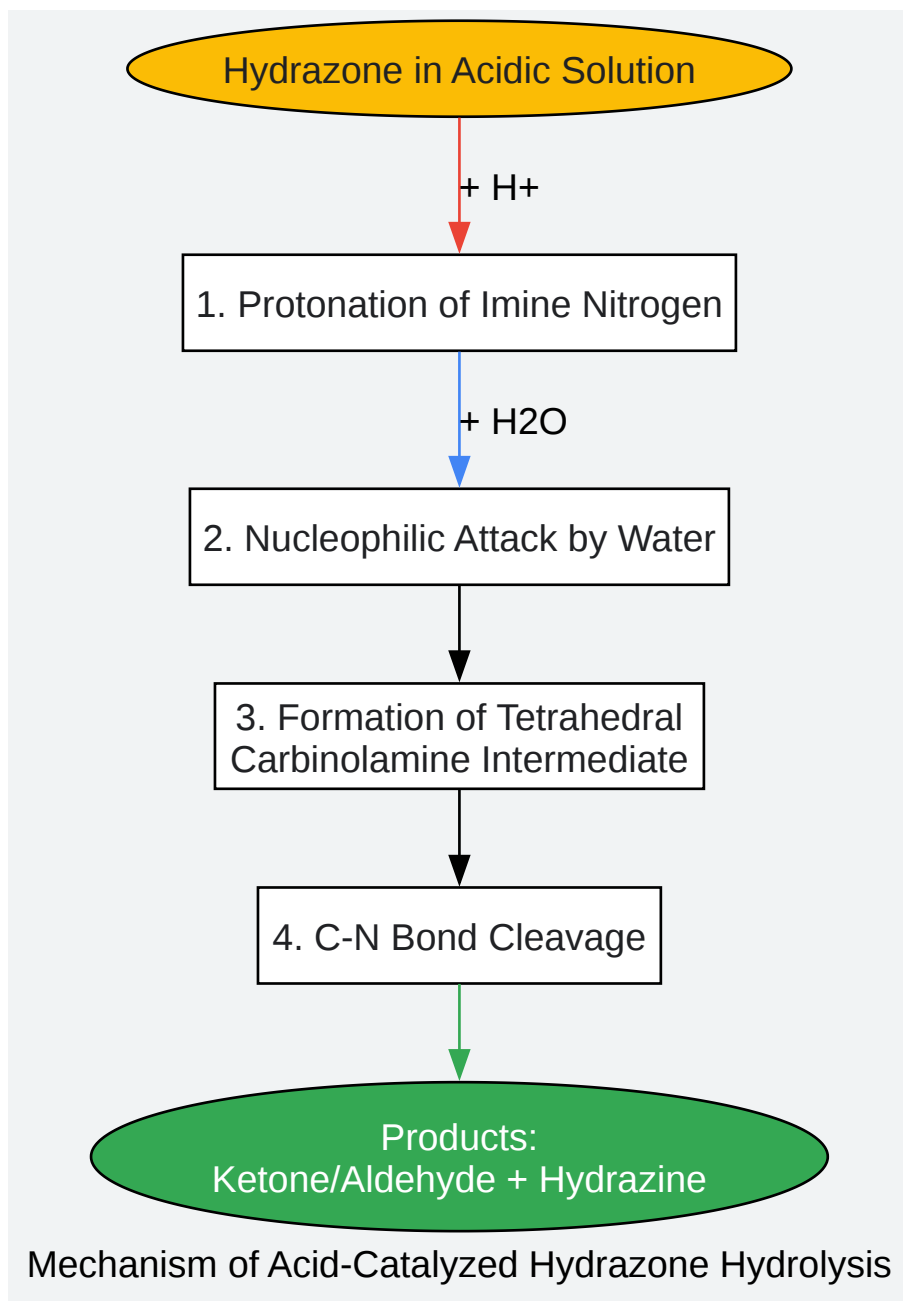 Hydrazone in Acidic Solution
+ H+
1. Protonation of Imine Nitrogen
+ H2O
2. Nucleophilic Attack by Water
3. Formation of Tetrahedral
Carbinolamine Intermediate
4. C-N Bond Cleavage
Products:
Ketone/Aldehyde + Hydrazine
Mechanism of Acid-Catalyzed Hydrazone Hydrolysis